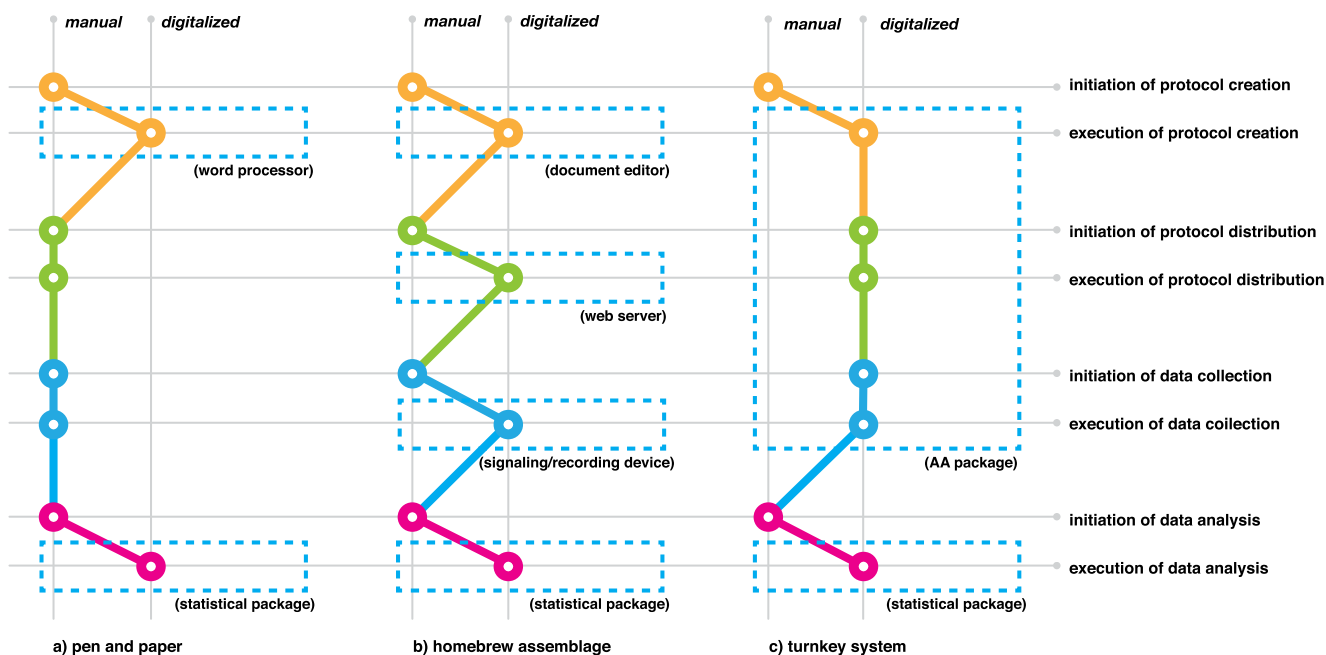 manual digitalized manual digitalized manual digitalized
initiation of protocol creation
execution of protocol creation
(word processor) (document editor)
initiation of protocol distribution
execution of protocol distribution
(web server)
initiation of data collection
execution of data coilection
(signaling/recording device) (AA package)
initiation of data analysis
execution of data analysis
(statistical package) (statistical package) (statistical package)
a) pen and paper b) homebrew assemblage c) turnkey system